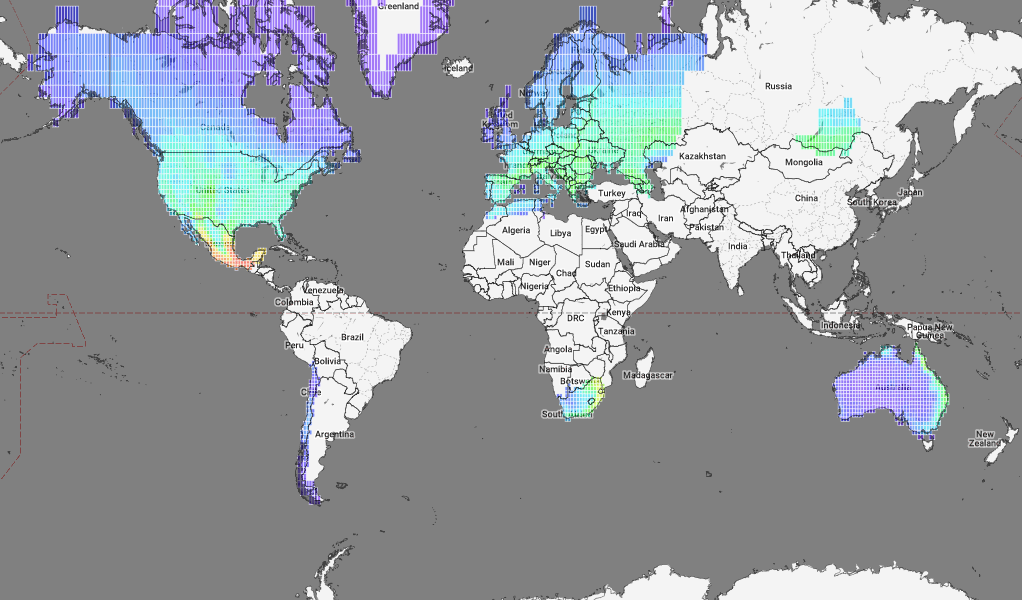 Greenland
Iceland
Norway
Russia
United
Kingdom
Canada
Kazakhstan
Mongolia
United States
Turkey
Japan
China
South Korea
Afghanistan
Iraq
Iran
Pakistan
Algeria
Libya
Egypt
Saudi Arabia
India
Mali
Niger
Chad
Sudan
Thailand
Nigeria
Ethiopia
Venezuela
Colombia
DRC
Kenya
Indonesia
Papua New
Guinea
Tanzania
Brazil
Peru
Angola
Bolivia
Namibia
Madagascar
Botswana
Australia
Chile
South Africa
Argentina
New
Zealand